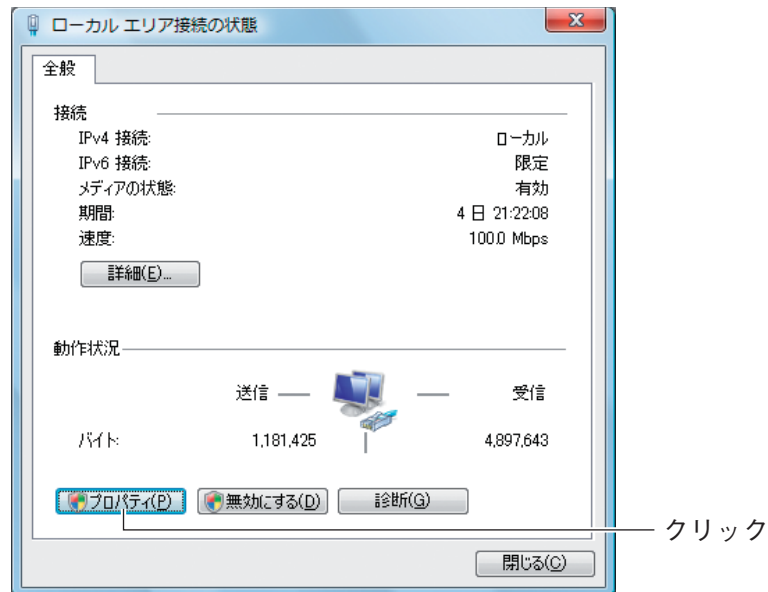 ローカル エリア接続の状態
全般
接続
IPv4 接続: ローカル
IPv6 接続: 限定
メディアの状態: 有効
期間: 4 日 21:22:08
速度: 100.0 Mbps
詳細(E)...
動作状況
送信 受信
バイト: 1,181,425 4,897,643
プロパティ(P) 無効にする(D) 診断(G)
クリック
閉じる(C)